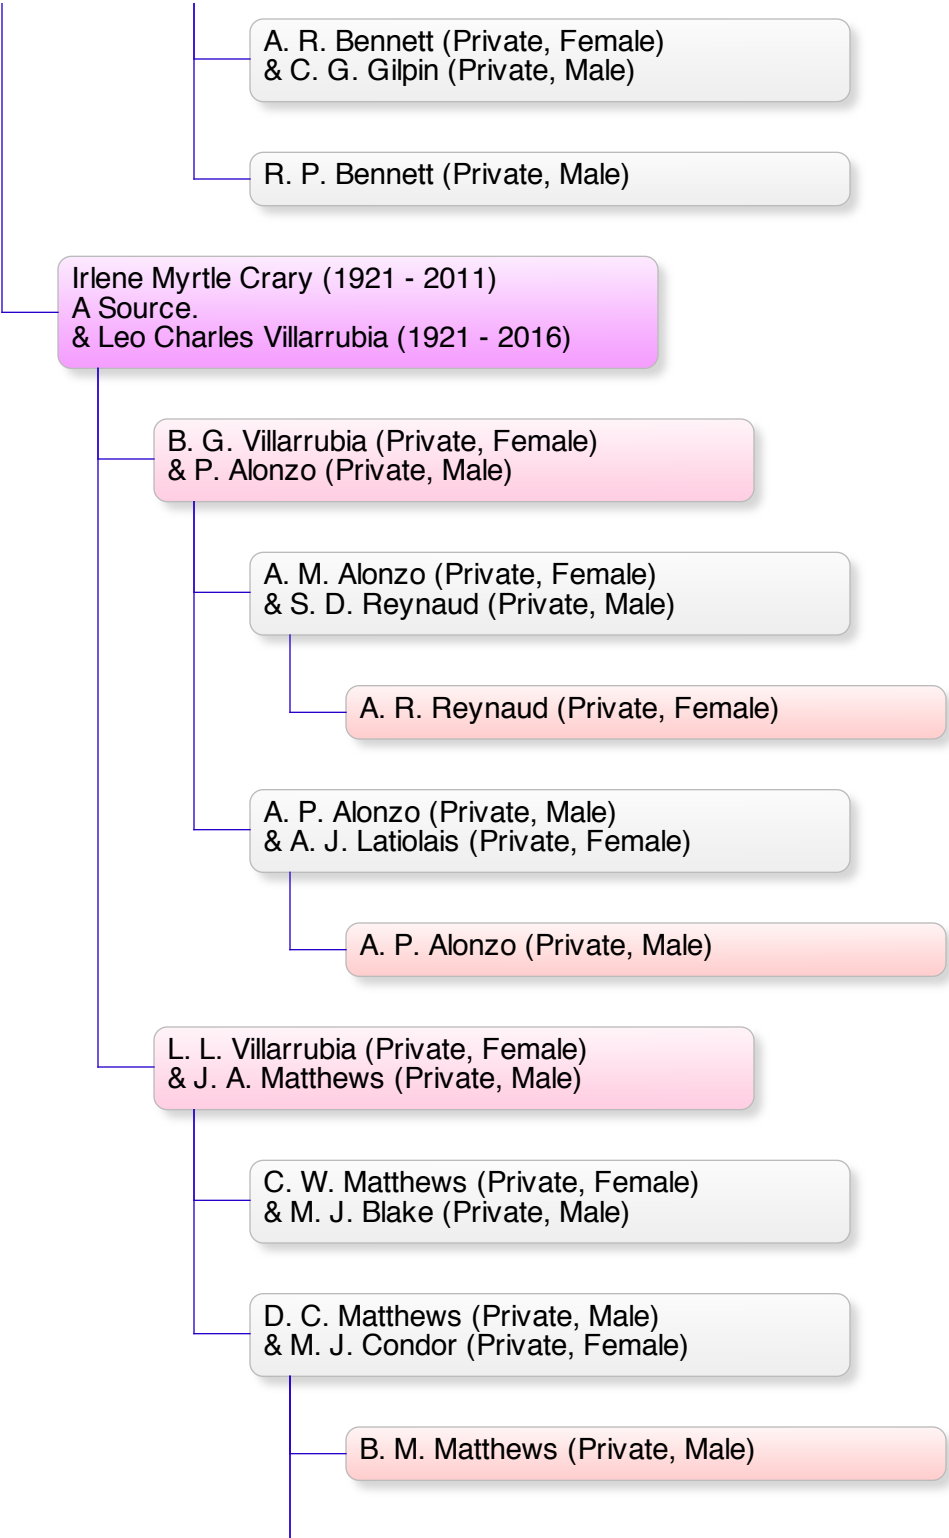 A. R. Bennett (Private, Female)
& C. G. Gilpin (Private, Male)
R. P. Bennett (Private, Male)
Irlene Myrtle Crary (1921 - 2011)
A Source.
& Leo Charles Villarrubia (1921 - 2016)
B. G. Villarrubia (Private, Female)
& P. Alonzo (Private, Male)
A. M. Alonzo (Private, Female)
& S. D. Reynaud (Private, Male)
A. R. Reynaud (Private, Female)
A. P. Alonzo (Private, Male)
& A. J. Latiolais (Private, Female)
A. P. Alonzo (Private, Male)
L. L. Villarrubia (Private, Female)
& J. A. Matthews (Private, Male)
C. W. Matthews (Private, Female)
& M. J. Blake (Private, Male)
D. C. Matthews (Private, Male)
& M. J. Condor (Private, Female)
B. M. Matthews (Private, Male)